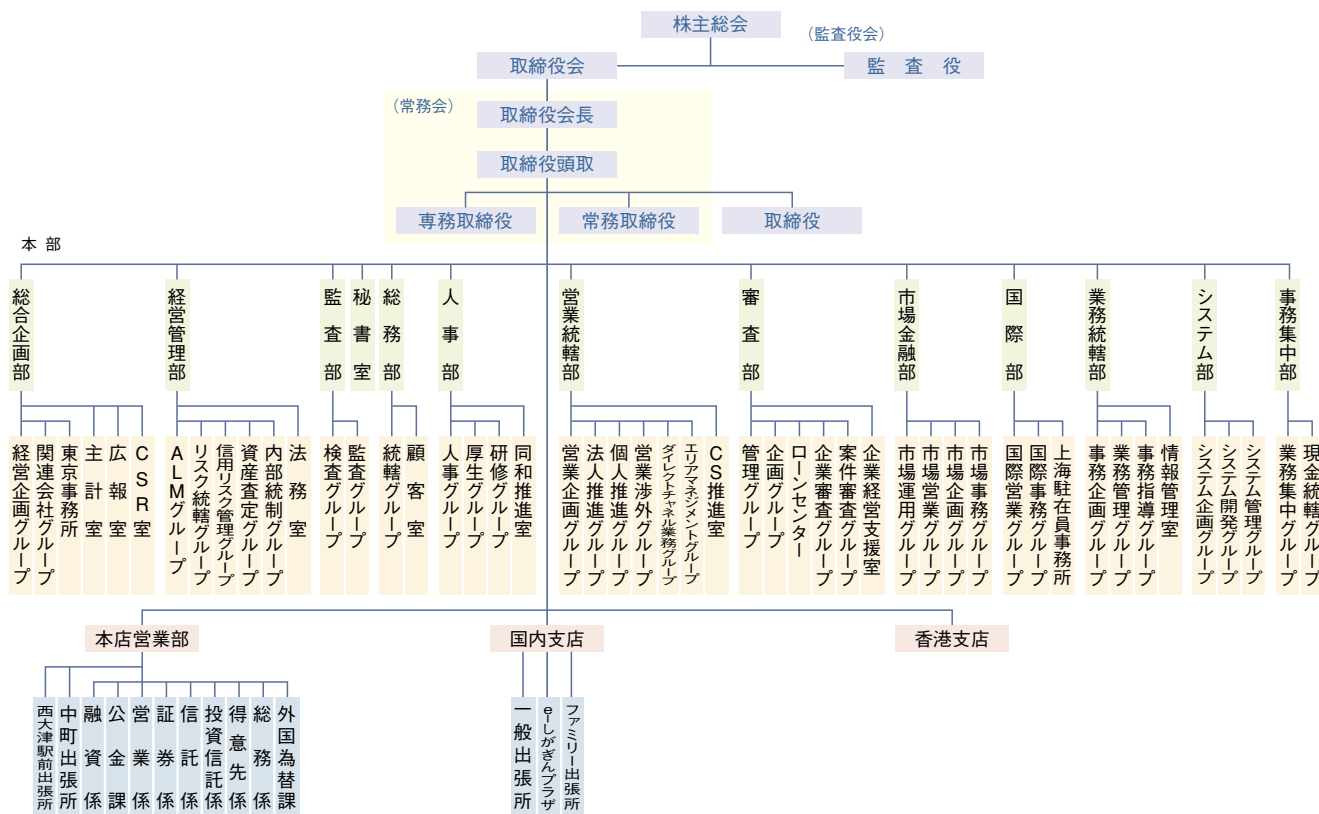 株主総会
（監査役会）
取締役会
監 査 役
（常務会）
取締役会長
取締役頭取
専務取締役
常務取締役
取締役
本 部
総合企画部
経営管理部
監査部
秘書室
総務部
人事部
営業統轄部
審査部
市場金融部
国際部
業務統轄部
システム部
事務集中部
経営企画グループ
関連会社グループ
東京事務所
主計室
広報室
CSR室
ALMグループ
リスク統轄グループ
信用リスク管理グループ
資産査定グループ
内部統制グループ
法務室
検査グループ
監査グループ
統轄グループ
顧客室
人事グループ
厚生グループ
研修グループ
同和推進室
営業企画グループ
法人推進グループ
個人推進グループ
営業渉外グループ
ダイレクトチャネル業務グループ
エリアマネジメントグループ
CS推進室
管理グループ
企画グループ
ローンセンター
企業審査グループ
案件審査グループ
企業経営支援室
市場運用グループ
市場営業グループ
市場企画グループ
市場事務グループ
国際営業グループ
国際事務グループ
上海駐在員事務所
事務企画グループ
業務管理グループ
事務指導グループ
情報管理室
システム企画グループ
システム開発グループ
システム管理グループ
業務集中グループ
現金統轄グループ
本店営業部
国内支店
香港支店
西大津駅前出張所
中町出張所
融資係
公金課
営業係
証券係
信託係
投資信託係
得意先係
総務係
外国為替課
一般出張所
e-しがぎんプラザ
ファミリー出張所